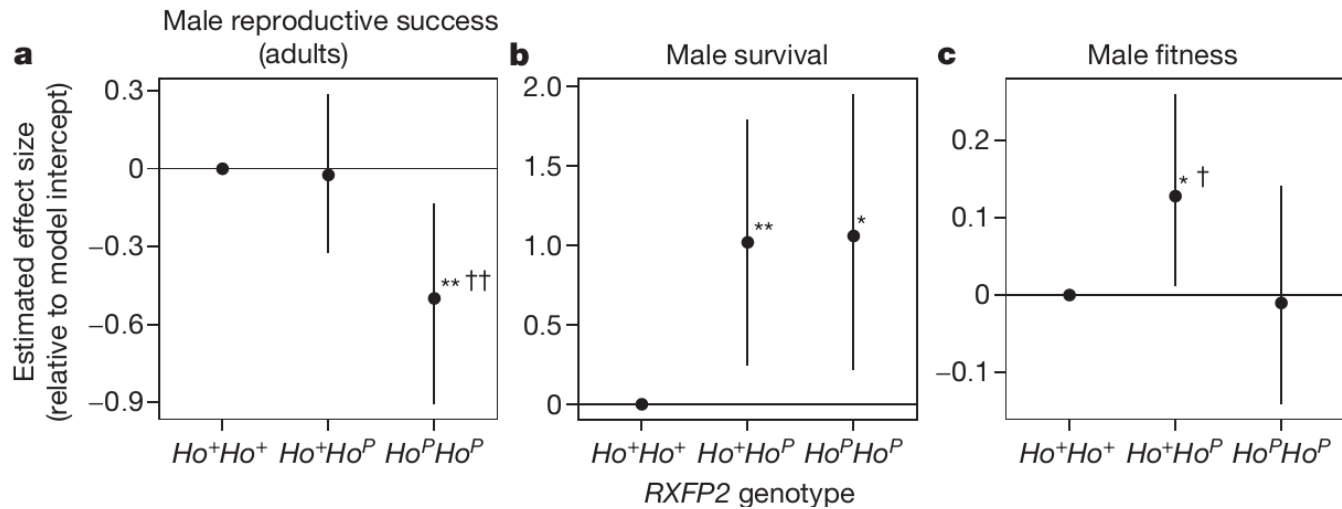 Male reproductive success
(adults)
a
b
Male survival
c
Male fitness
Estimated effect size
(relative to model intercept)
0.3
0
−0.3
−0.6
−0.9
** ††
Ho⁺Ho⁺
Ho⁺Hoᴾ
HoᴾHoᴾ
2.0
1.5
1.0
0.5
0
**
*
Ho⁺Ho⁺
Ho⁺Hoᴾ
HoᴾHoᴾ
0.2
0.1
0
−0.1
* †
Ho⁺Ho⁺
Ho⁺Hoᴾ
HoᴾHoᴾ
RXFP2 genotype